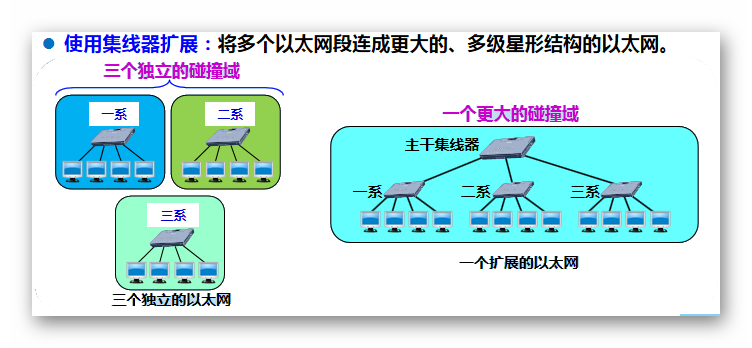 使用集线器扩展：将多个以太网段连成更大的、多级星形结构的以太网。
三个独立的碰撞域
一系
二系
三系
三个独立的以太网
一个更大的碰撞域
主干集线器
一系
二系
三系
一个扩展的以太网